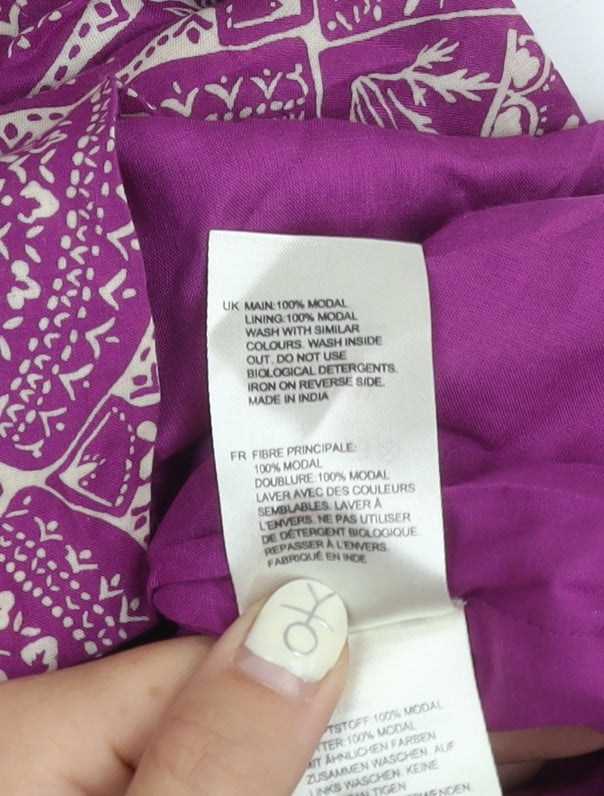 UK MAIN:100% MODAL
LINING:100% MODAL
WASH WITH SIMILAR
COLOURS. WASH INSIDE
OUT. DO NOT USE
BIOLOGICAL DETERGENTS.
IRON ON REVERSE SIDE.
MADE IN INDIA
FR FIBRE PRINCIPALE:
100% MODAL
DOUBLURE:100% MODAL
LAVER AVEC DES COULEURS
SEMBLABLES. LAVER À
L'ENVERS. NE PAS UTILISER
DE DÉTERGENT BIOLOGIQUE.
REPASSER À L'ENVERS.
FABRIQUÉ EN INDE
PTSTOFF:100% MODAL
TTER:100% MODAL
IT ÄHNLICHEN FARBEN
ZUSAMMEN WASCHEN. AUF
LINKS WASCHEN. KEINE